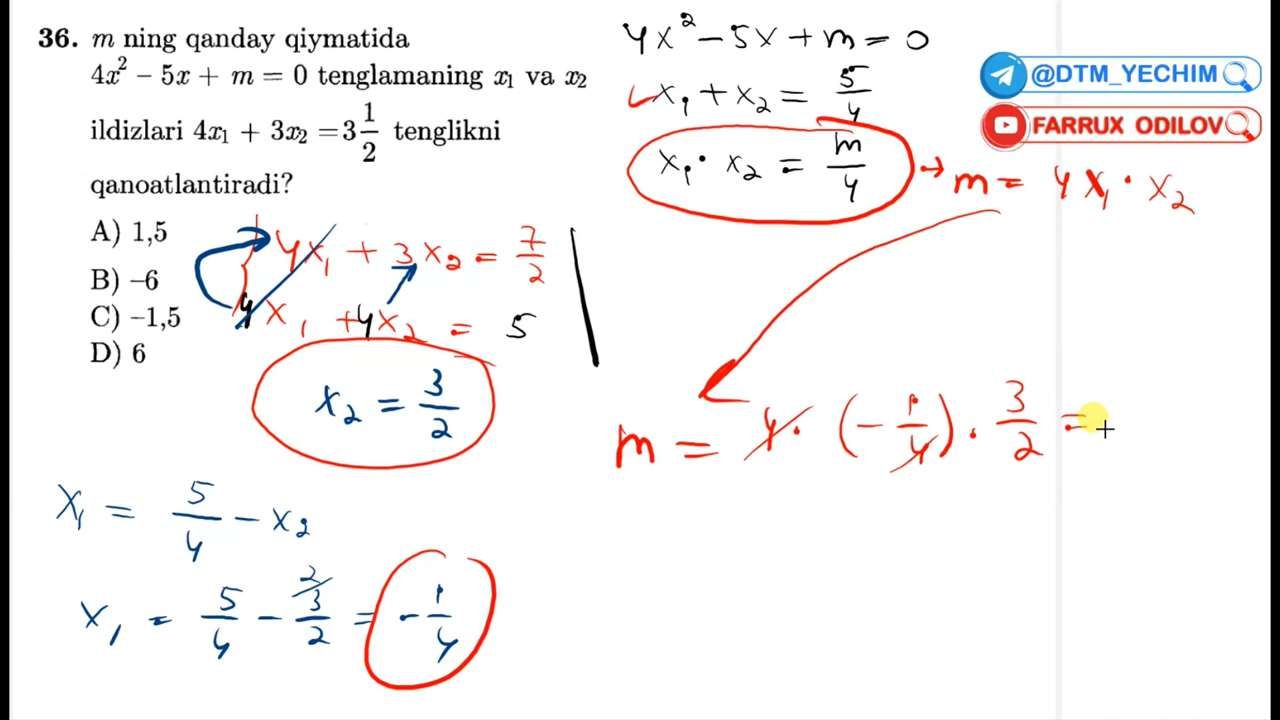 36. m ning qanday qiymatida
4x² − 5x + m = 0 tenglamaning x₁ va x₂
ildizlari 4x₁ + 3x₂ = 3 1/2 tenglikni
qanoatlantiradi?
A) 1,5
B) –6
C) –1,5
D) 6
4x₁ + 3x₂ = 7/2
4x₁ + 4x₂ = 5
x₂ = 3/2
x₁ = 5/4 − x₂
x₁ = 5/4 − 2/ 3/2 = − 1/4
4x² − 5x + m = 0
x₁ + x₂ = 5/4
x₁ · x₂ = m/4 → m = 4x₁ · x₂
@DTM_YECHIM
FARRUX ODILOV
m = 4 · (− 1/4) · 3/2 =